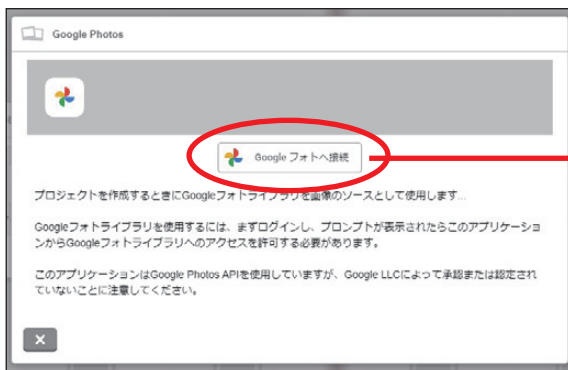 Google Photos
Google フォトへ接続
プロジェクトを作成するときにGoogleフォトライブラリを画像のソースとして使用します...
Googleフォトライブラリを使用するには、まずログインし、プロンプトが表示されたらこのアプリケーショ
ンからGoogleフォトライブラリへのアクセスを許可する必要があります。
このアプリケーションはGoogle Photos APIを使用していますが、Google LLCによって承認または認定され
ていないことに注意してください。